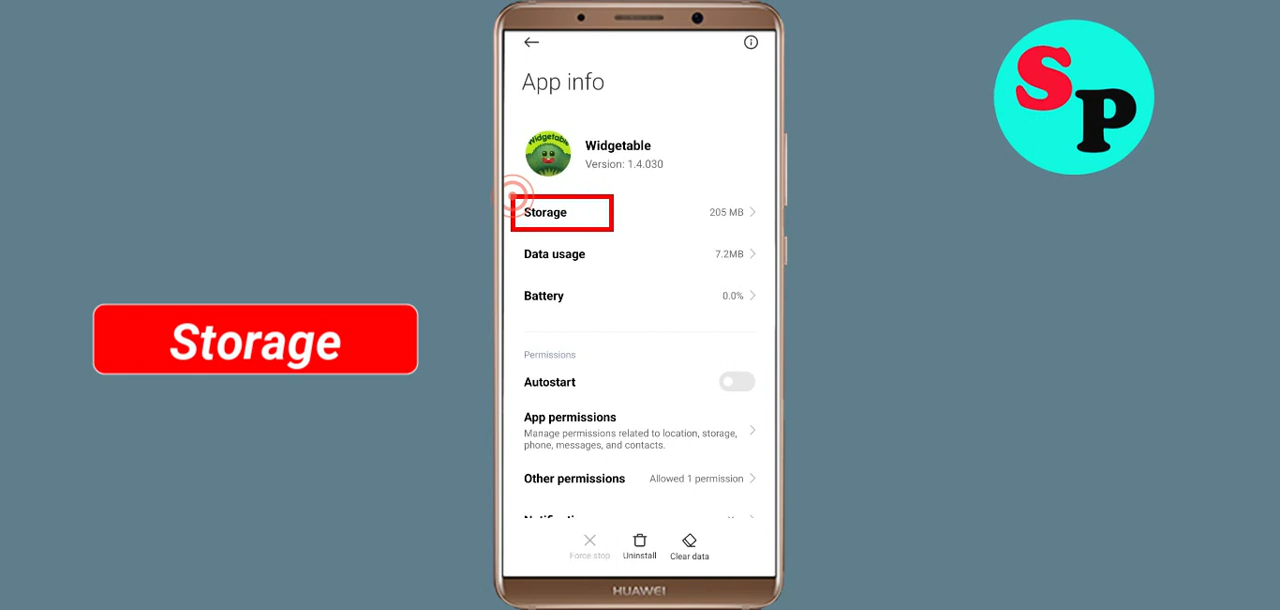 App info
Widgetable
Widgetable
Version: 1.4.030
Storage
205 MB
Data usage
7.2MB
Battery
0.0%
Permissions
Autostart
App permissions
Manage permissions related to location, storage,
phone, messages, and contacts.
Other permissions
Allowed 1 permission
Force stop
Uninstall
Clear data
HUAWEI
Storage
SP